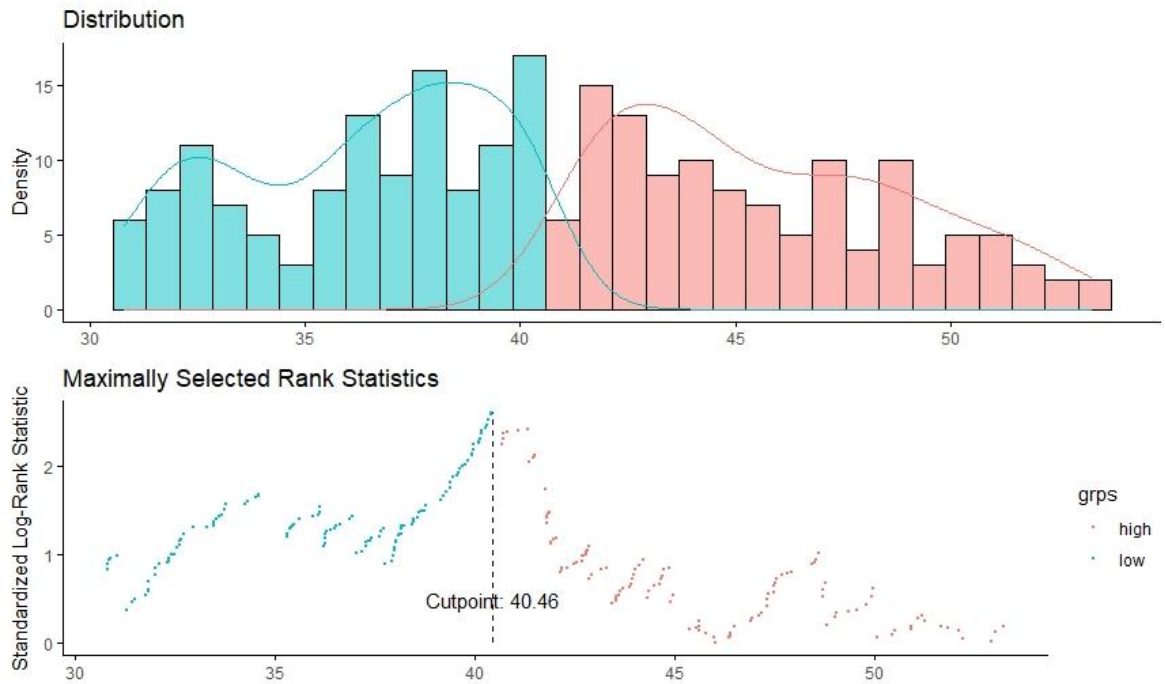 Distribution
Density
15
10
5
0
30 35 40 45 50
Maximally Selected Rank Statistics
Standardized Log-Rank Statistic
2
1
0
Cutpoint: 40.46
30 35 40 45 50
grps
high
low